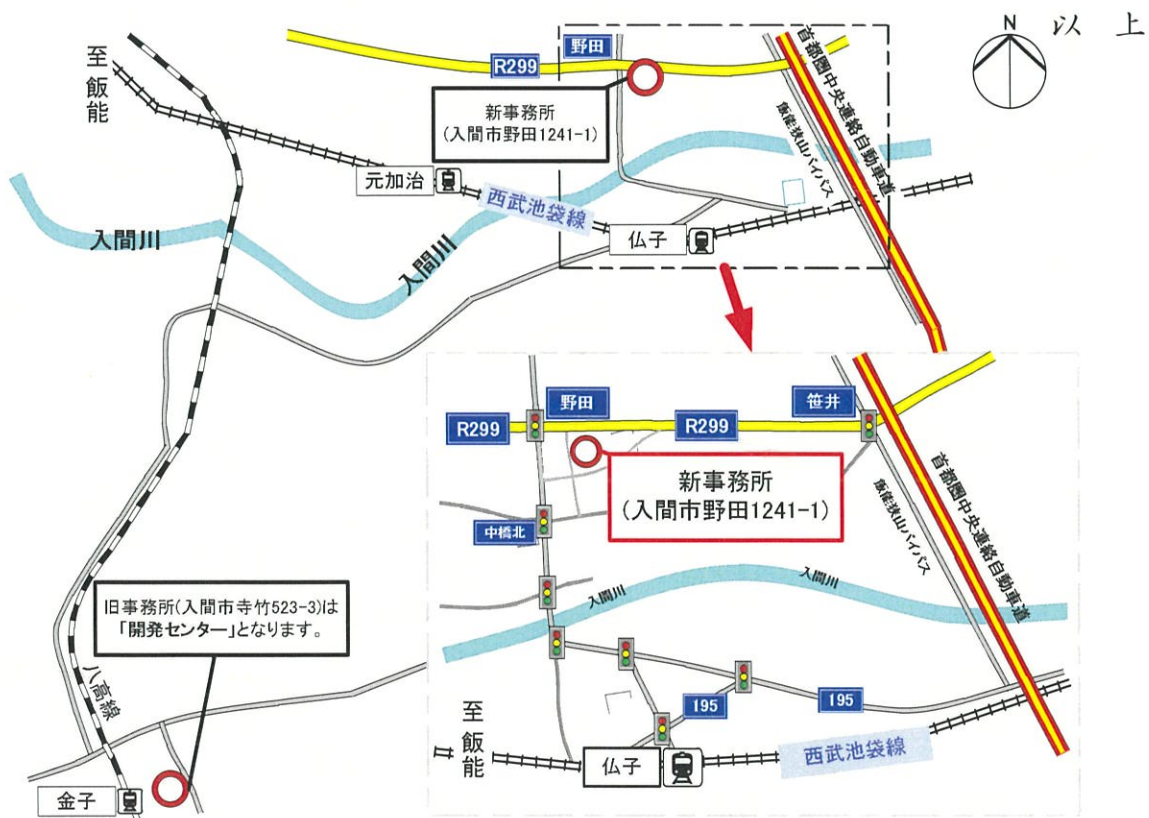 以上
N
至飯能
R299
野田
新事務所
(入間市野田1241-1)
首都圏中央連絡自動車道
飯能狭山バイパス
元加治
西武池袋線
仏子
入間川
入間川
野田
笹井
R299
R299
新事務所
(入間市野田1241-1)
首都圏中央連絡自動車道
飯能狭山バイパス
中橋北
入間川
入間川
旧事務所(入間市寺竹523-3)は
「開発センター」となります。
八高線
195
195
至飯能
西武池袋線
仏子
金子